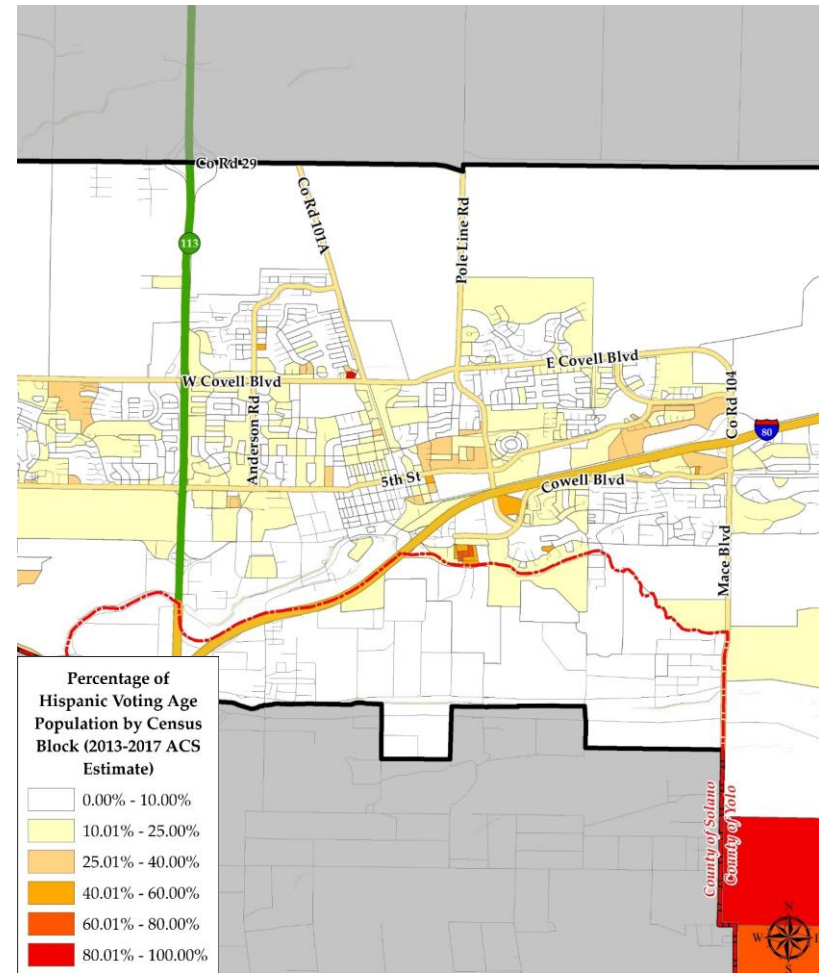 Co Rd 29
Co Rd 101A
Pole Line Rd
113
E Covell Blvd
W Covell Blvd
Co Rd 104
Anderson Rd
80
5th St
Cowell Blvd
Mace Blvd
Percentage of
Hispanic Voting Age
Population by Census
Block (2013-2017 ACS
Estimate)
0.00% - 10.00%
10.01% - 25.00%
25.01% - 40.00%
40.01% - 60.00%
60.01% - 80.00%
80.01% - 100.00%
County of Solano
County of Yolo
N
W E
S